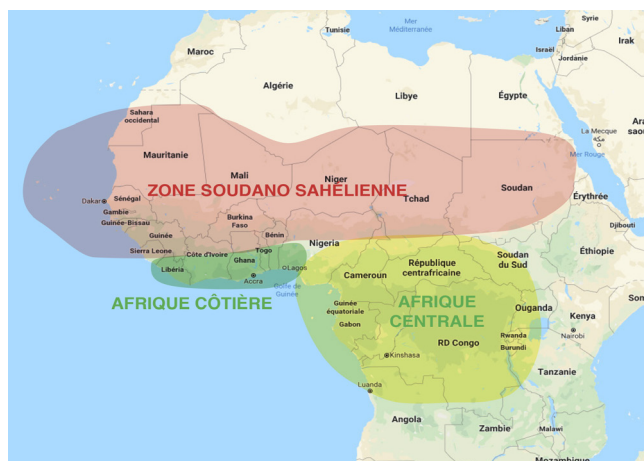 Mer
Méditerranée
Tunisie
Syrie
Liban
Irak
Israël
Jordanie
Maroc
Algérie
Libye
Égypte
Sahara
occidental
La Mecque
مكة
Mer Rouge
Mauritanie
Mali
Niger
Tchad
Soudan
ZONE SOUDANO SAHÉLIENNE
Dakar
Sénégal
Gambie
Guinée-Bissau
Guinée
Burkina
Faso
Bénin
Érythrée
Djibouti
Sierra Leone
Côte d'Ivoire
Ghana
Togo
Nigeria
Libéria
Lagos
Accra
Golfe de
Guinée
Cameroun
République
centrafricaine
Soudan
du Sud
Éthiopie
AFRIQUE CÔTIÈRE
AFRIQUE
CENTRALE
Guinée
équatoriale
Gabon
Ouganda
Kenya
Nairobi
RD Congo
Rwanda
Burundi
Kinshasa
Tanzanie
Luanda
Angola
Zambie
Malawi
Mozambique